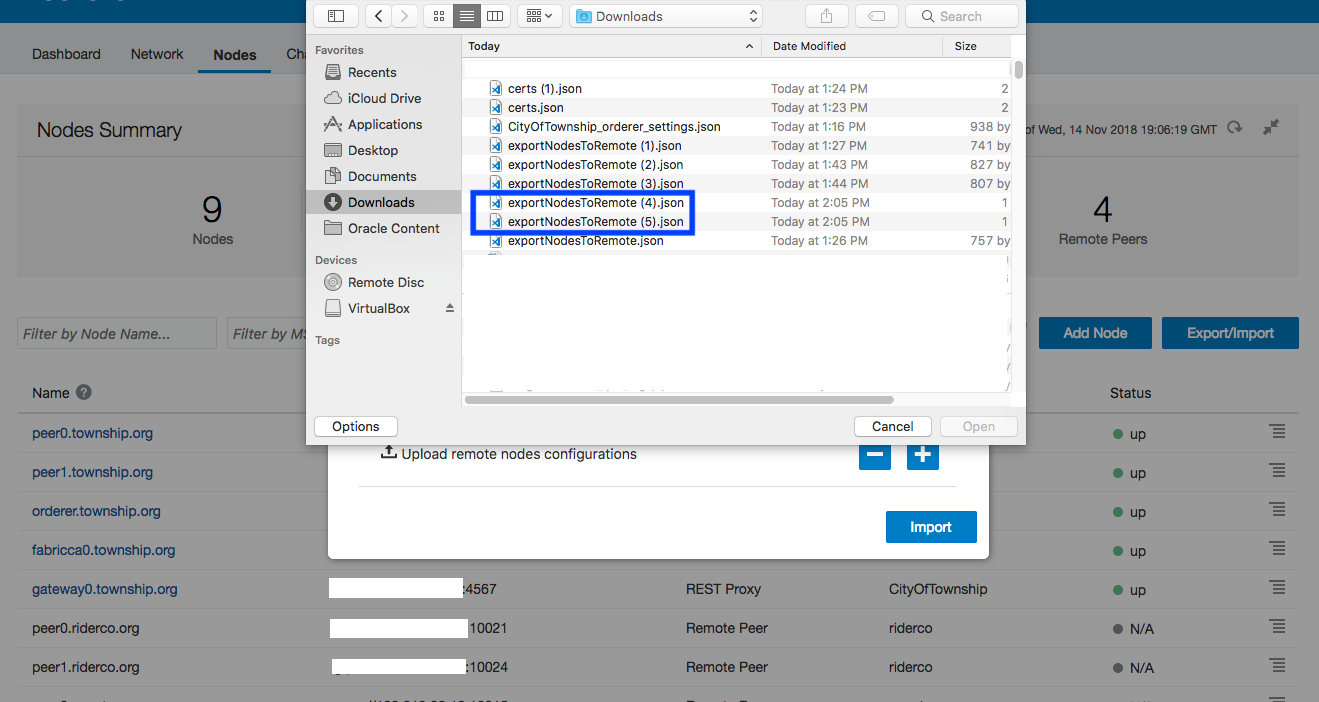 Downloads
Search
Dashboard
Network
Nodes
Favorites
Recents
iCloud Drive
Applications
Desktop
Documents
Downloads
Oracle Content
Devices
Remote Disc
VirtualBox
Tags
Today Date Modified Size
certs (1).json Today at 1:24 PM 2
certs.json Today at 1:23 PM 2
CityOfTownship_orderer_settings.json Today at 1:16 PM 938 by
exportNodesToRemote (1).json Today at 1:27 PM 741 by
exportNodesToRemote (2).json Today at 1:43 PM 827 by
exportNodesToRemote (3).json Today at 1:44 PM 807 by
exportNodesToRemote (4).json Today at 2:05 PM 1
exportNodesToRemote (5).json Today at 2:05 PM 1
exportNodesToRemote.json Today at 1:26 PM 757 by
Options
Cancel
Open
Nodes Summary
of Wed, 14 Nov 2018 19:06:19 GMT
9
Nodes
4
Remote Peers
Filter by Node Name...
Filter by MS
Add Node
Export/Import
Name ?
Status
peer0.township.org up
peer1.township.org up
orderer.township.org up
fabricca0.township.org up
Upload remote nodes configurations
Import
gateway0.township.org :4567 REST Proxy CityOfTownship up
peer0.riderco.org 10021 Remote Peer riderco N/A
peer1.riderco.org :10024 Remote Peer riderco N/A